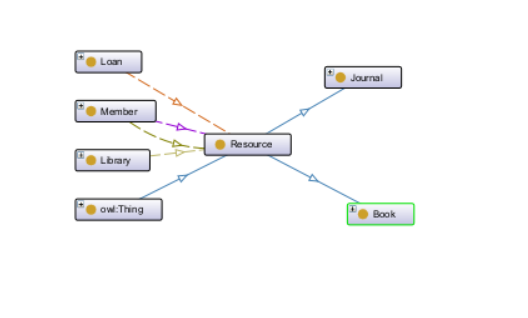 Loan
Journal
Member
Resource
Library
owl:Thing
Book